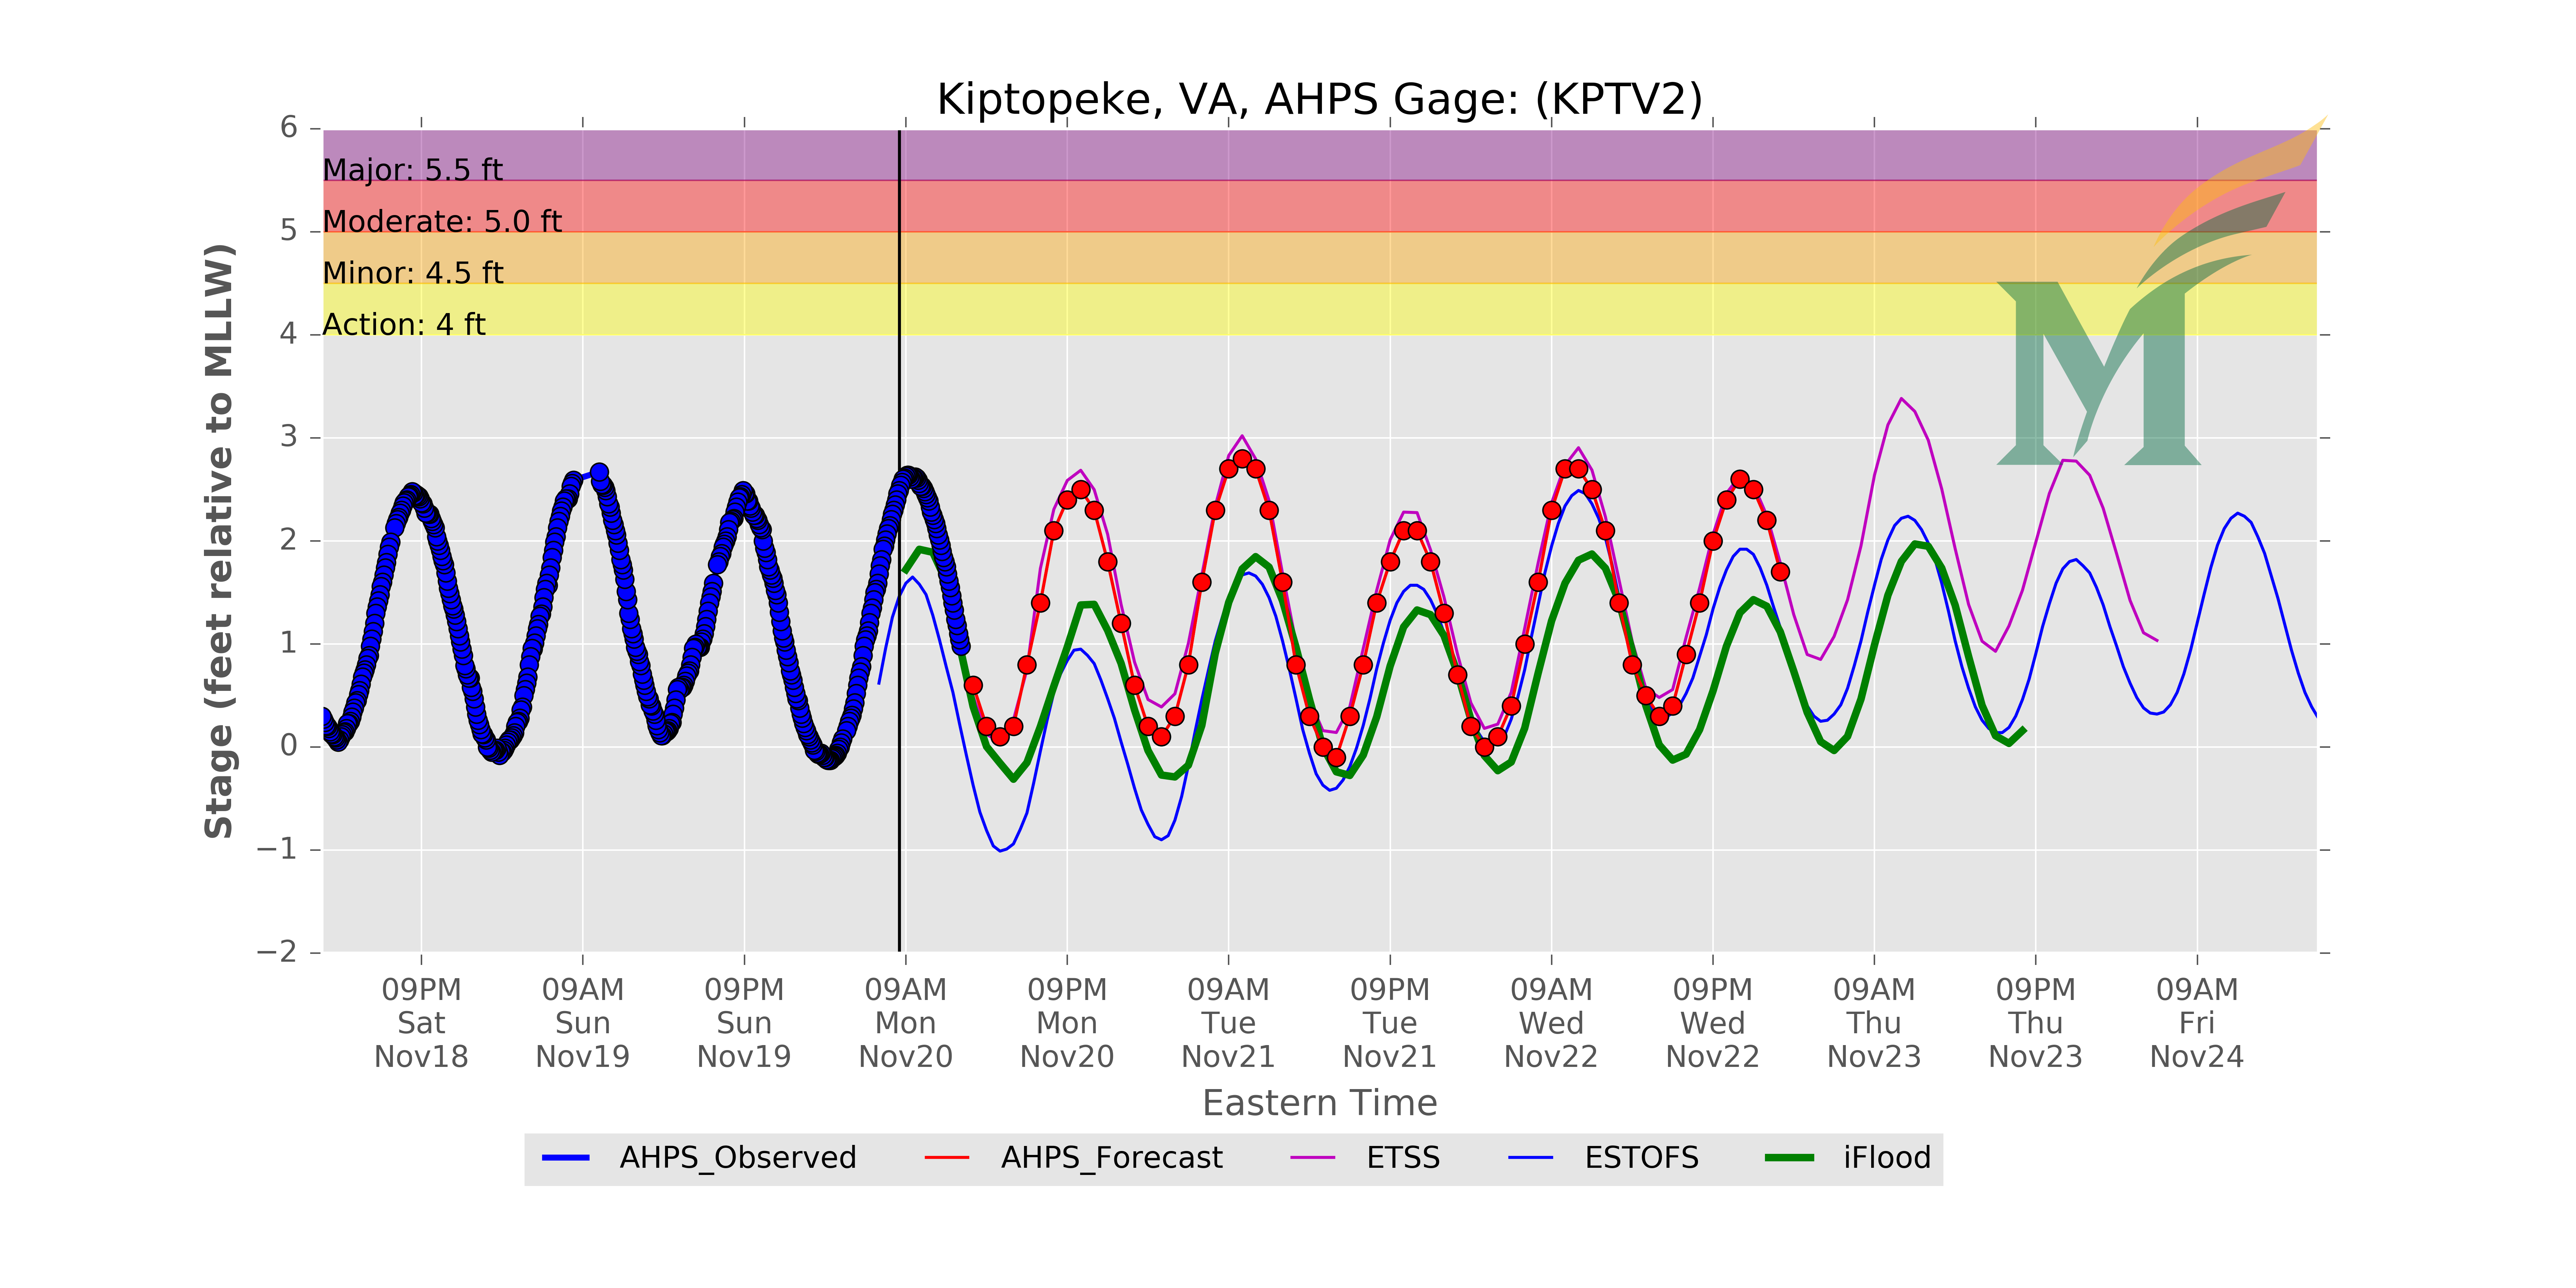 Kiptopeke, VA, AHPS Gage: (KPTV2)
6
Major: 5.5 ft
Moderate: 5.0 ft
5
Minor: 4.5 ft
Action: 4 ft
4
3
2
1
0
−1
−2
Stage (feet relative to MLLW)
09PM 09AM 09PM 09AM 09PM 09AM 09PM 09AM 09PM 09AM 09PM 09AM
Sat Sun Sun Mon Mon Tue Tue Wed Wed Thu Thu Fri
Nov18 Nov19 Nov19 Nov20 Nov20 Nov21 Nov21 Nov22 Nov22 Nov23 Nov23 Nov24
Eastern Time
AHPS_Observed AHPS_Forecast ETSS ESTOFS iFlood
M